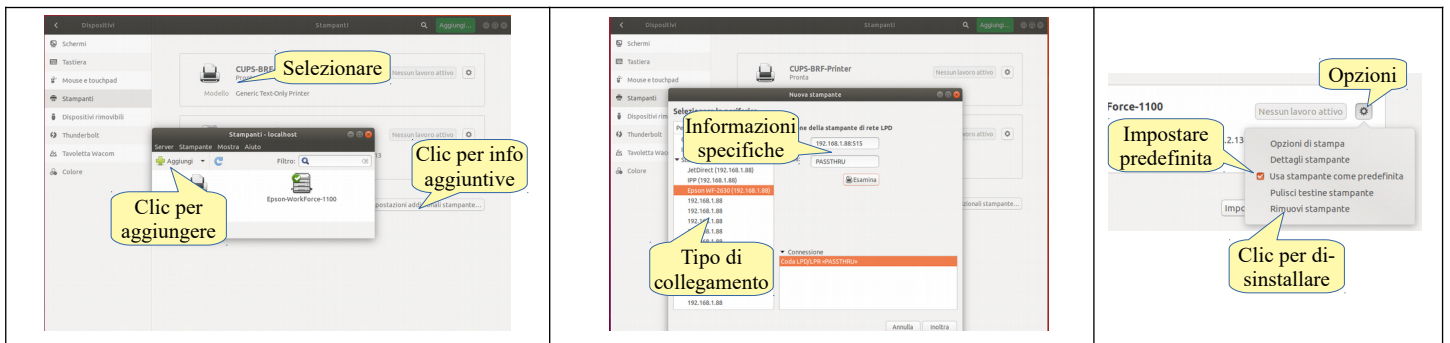 Dispositivi
Stampanti
Aggiungi...
Schermi
Tastiera
Mouse e touchpad
Stampanti
Dispositivi rimovibili
Thunderbolt
Tavoletta Wacom
Colore
CUPS-BRF
Selezionare
Nessun lavoro attivo
Modello Generic Text-Only Printer
Nessun lavoro attivo
Stampanti - localhost
Server Stampante Mostra Aiuto
Aggiungi
Filtro:
Epson-WorkForce-1100
Clic per info
aggiuntive
Clic per
aggiungere
Dispositivi
Stampanti
Aggiungi...
Schermi
Tastiera
Mouse e touchpad
Stampanti
Dispositivi rim
Thunderbolt
Tavoletta Waco
Colore
CUPS-BRF-Printer
Pronta
Nessun lavoro attivo
Nuova stampante
Informazioni
specifiche
della stampante di rete LPD
192.168.1.88:515
PASSTHRU
Esamina
JetDirect (192.168.1.88)
IPP (192.168.1.88)
Epson WF-2630 (192.168.1.88)
192.168.1.88
192.168.1.88
Tipo di
collegamento
192.168.1.88
Connessione
Coda LPD/LPR «PASSTHRU»
Annulla
Inoltra
Opzioni
Force-1100
Nessun lavoro attivo
Impostare
predefinita
.2.13
Opzioni di stampa
Dettagli stampante
Usa stampante come predefinita
Pulisci testine stampante
Rimuovi stampante
Impo
Clic per di-
sinstallare